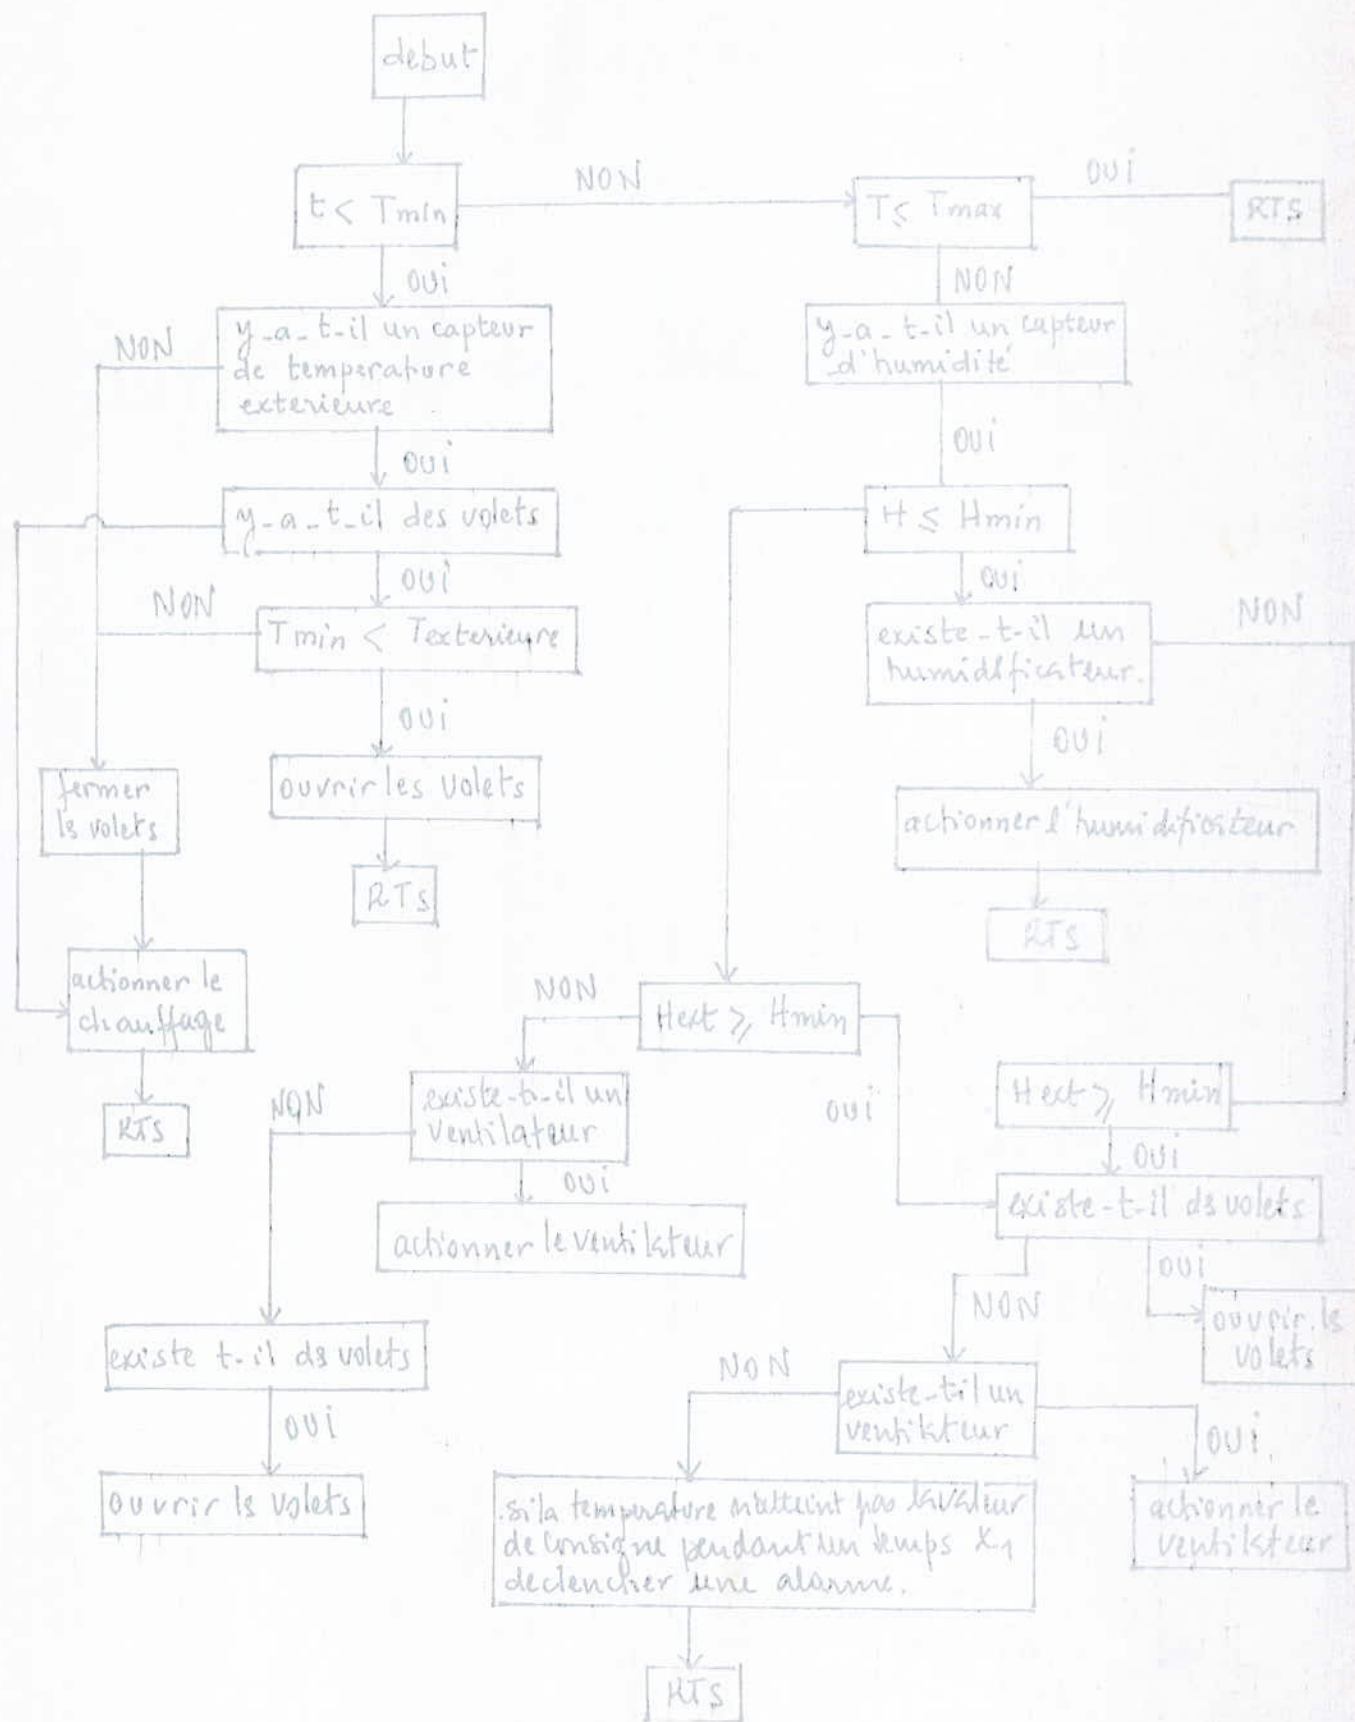 debut
t < Tmin
NON
T ≤ Tmax
OUi
RTS
OUi
NON
y-a-t-il un capteur
de temperature
exterieure
NON
y-a-t-il un capteur
d'humidité
OUi
OUi
y-a-t-il des volets
H ≤ Hmin
OUi
OUi
NON
Tmin < Texterieure
existe-t-il un
humidificateur.
NON
OUi
OUi
fermer
ls volets
ouvrir les volets
actionner l'humidificateur
RTS
RTS
actionner le
chauffage
NON
Hext ⩾ Hmin
RTS
NON
existe-t-il un
ventilateur
OUi
Hext ⩾ Hmin
OUi
OUi
existe-t-il ds volets
actionner le ventilateur
OUi
NON
ouvrir ls
volets
existe t-il ds volets
NON
existe-t-il un
ventilateur
OUi
OUi
ouvrir ls volets
si la temperature n'atteint pas la valeur
de consigne pendant un temps X1
declencher une alarme.
actionner le
ventilateur
RTS